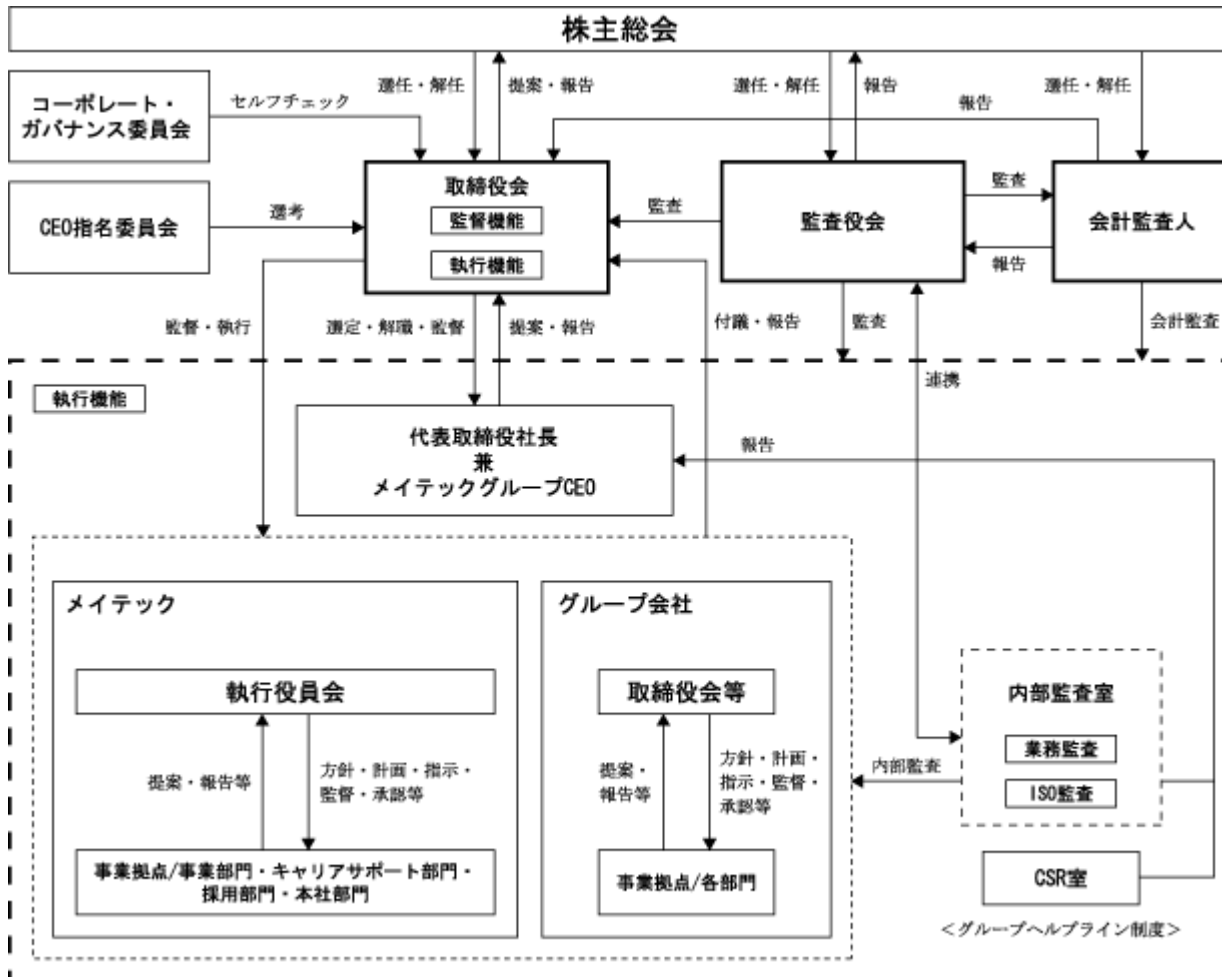 株主総会
選任・解任
提案・報告
選任・解任
報告
選任・解任
コーポレート・
ガバナンス委員会
セルフチェック
報告
CEO指名委員会
選考
取締役会
監督機能
執行機能
監査
監査役会
監査
報告
会計監査人
監督・執行
選定・解職・監督
提案・報告
付議・報告
監査
会計監査
連携
執行機能
代表取締役社長
兼
メイテックグループCEO
報告
メイテック
執行役員会
提案・報告等
方針・計画・指示・
監督・承認等
事業拠点/事業部門・キャリアサポート部門・
採用部門・本社部門
グループ会社
取締役会等
提案・
報告等
方針・計画・
指示・監督・
承認等
事業拠点/各部門
内部監査
内部監査室
業務監査
ISO監査
CSR室
＜グループヘルプライン制度＞